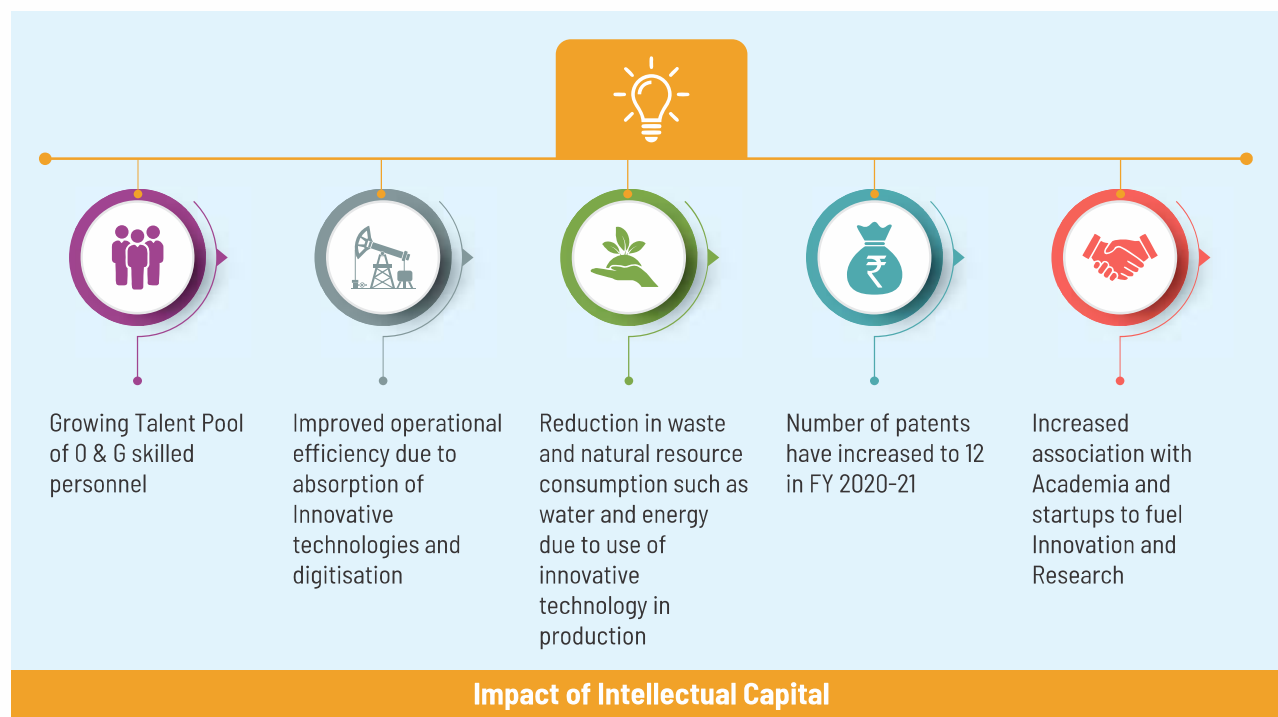 Growing Talent Pool
of O & G skilled
personnel
Improved operational
efficiency due to
absorption of
Innovative
technologies and
digitisation
Reduction in waste
and natural resource
consumption such as
water and energy
due to use of
innovative
technology in
production
₹
Number of patents
have increased to 12
in FY 2020-21
Increased
association with
Academia and
startups to fuel
Innovation and
Research
Impact of Intellectual Capital